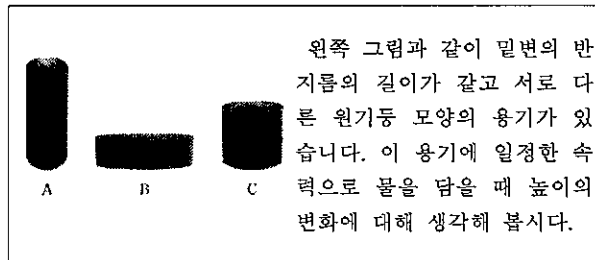 왼쪽 그림과 같이 밑변의 반
지름의 길이가 같고 서로 다
른 원기둥 모양의 용기가 있
습니다. 이 용기에 일정한 속
력으로 물을 담을 때 높이의
변화에 대해 생각해 봅시다.
A B C